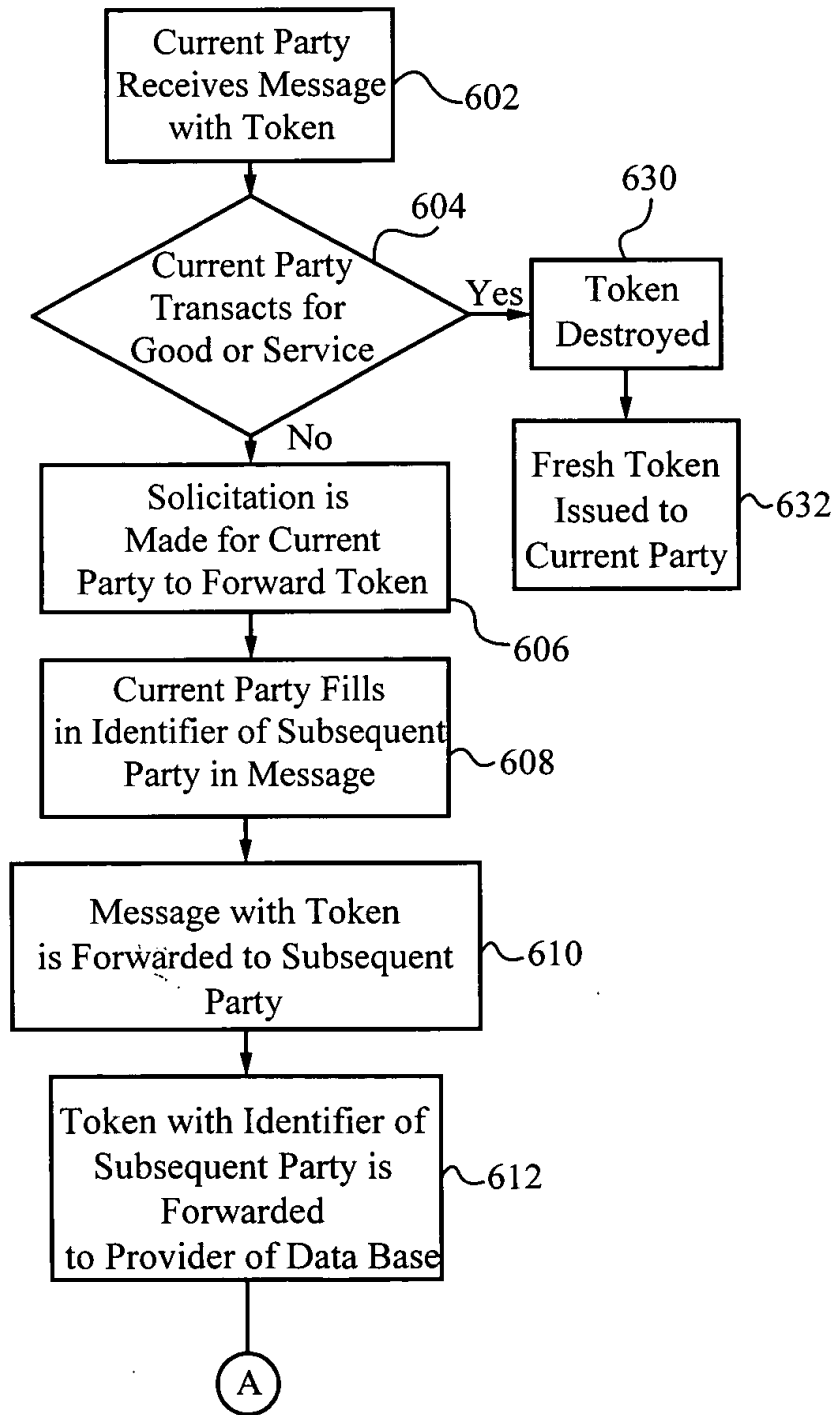 Current Party
Receives Message
with Token
602
604
Current Party
Transacts for
Good or Service
Yes
630
Token
Destroyed
No
Fresh Token
Issued to
Current Party
632
Solicitation is
Made for Current
Party to Forward Token
606
Current Party Fills
in Identifier of Subsequent
Party in Message
608
Message with Token
is Forwarded to Subsequent
Party
610
Token with Identifier of
Subsequent Party is
Forwarded
to Provider of Data Base
612
A